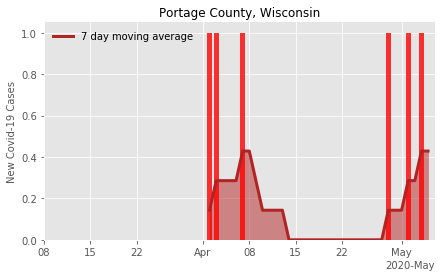 Portage County, Wisconsin
7 day moving average
New Covid-19 Cases
1.0
0.8
0.6
0.4
0.2
0.0
08 15 22 Apr 08 15 22 May
2020-May